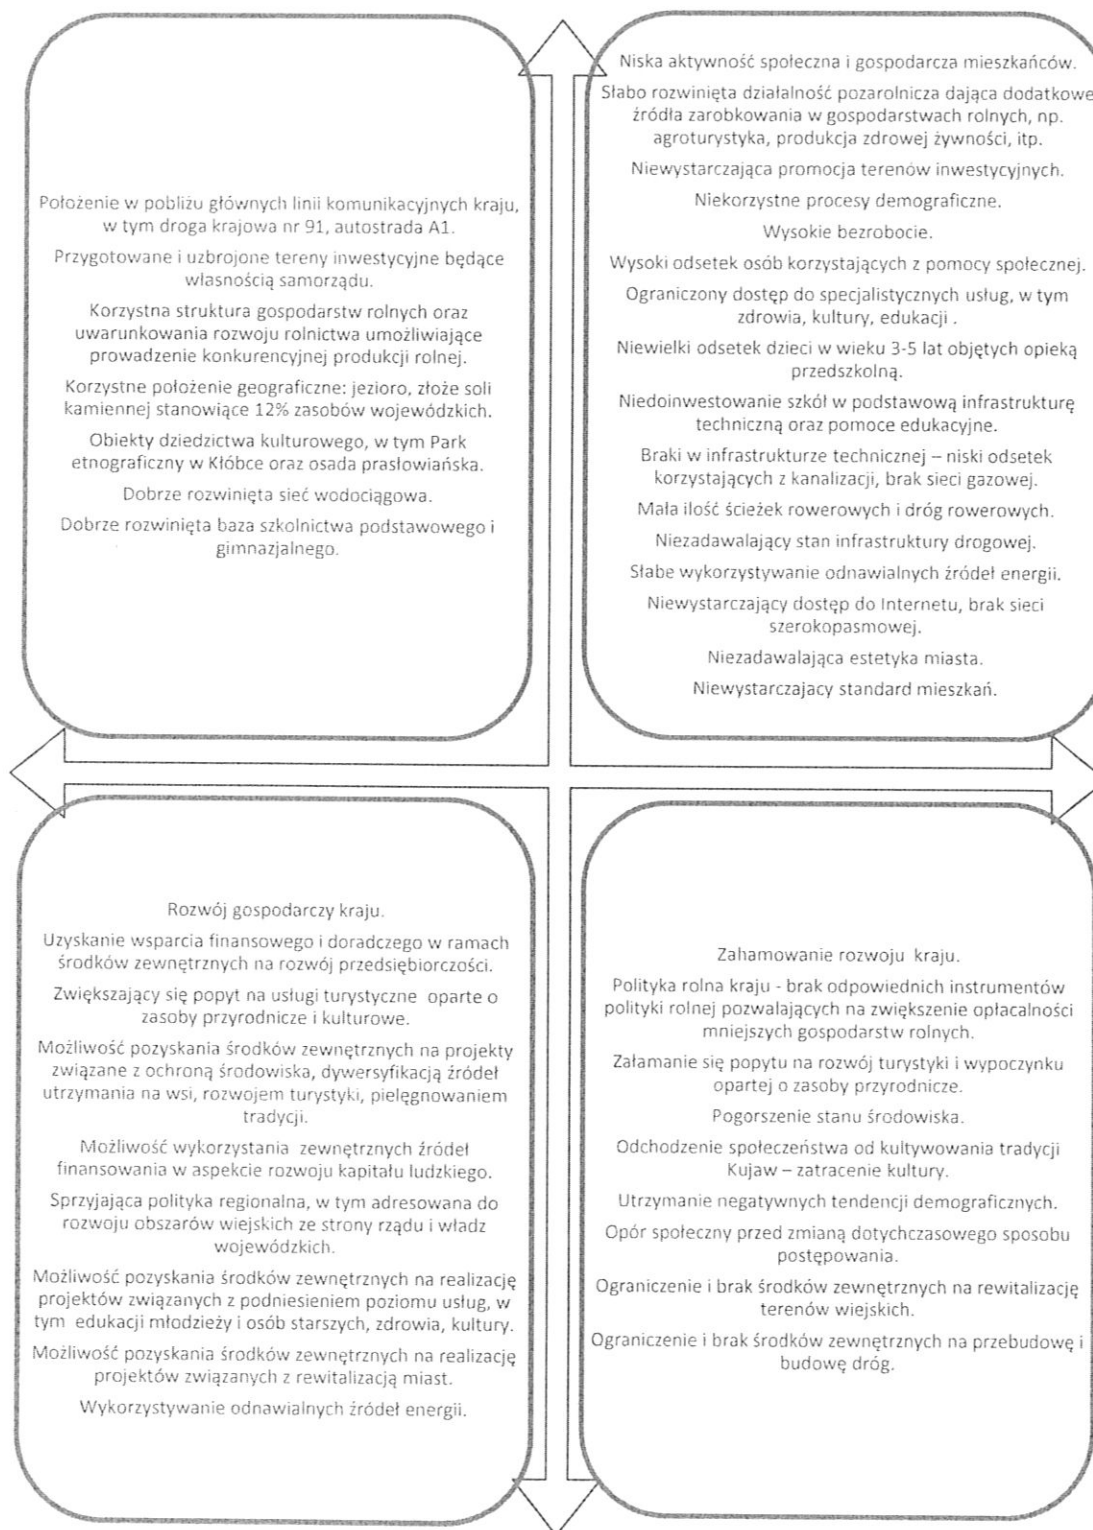 Położenie w pobliżu głównych linii komunikacyjnych kraju,
w tym droga krajowa nr 91, autostrada A1.
Przygotowane i uzbrojone tereny inwestycyjne będące
własnością samorządu.
Korzystna struktura gospodarstw rolnych oraz
uwarunkowania rozwoju rolnictwa umożliwiające
prowadzenie konkurencyjnej produkcji rolnej.
Korzystne położenie geograficzne: jezioro, złoże soli
kamiennej stanowiące 12% zasobów wojewódzkich.
Obiekty dziedzictwa kulturowego, w tym Park
etnograficzny w Kłóbce oraz osada prasłowiańska.
Dobrze rozwinięta sieć wodociągowa.
Dobrze rozwinięta baza szkolnictwa podstawowego i
gimnazjalnego.
Niska aktywność społeczna i gospodarcza mieszkańców.
Słabo rozwinięta działalność pozarolnicza dająca dodatkowe
źródła zarobkowania w gospodarstwach rolnych, np.
agroturystyka, produkcja zdrowej żywności, itp.
Niewystarczająca promocja terenów inwestycyjnych.
Niekorzystne procesy demograficzne.
Wysokie bezrobocie.
Wysoki odsetek osób korzystających z pomocy społecznej.
Ograniczony dostęp do specjalistycznych usług, w tym
zdrowia, kultury, edukacji .
Niewielki odsetek dzieci w wieku 3-5 lat objętych opieką
przedszkolną.
Niedoinwestowanie szkół w podstawową infrastrukturę
techniczną oraz pomoce edukacyjne.
Braki w infrastrukturze technicznej – niski odsetek
korzystających z kanalizacji, brak sieci gazowej.
Mała ilość ścieżek rowerowych i dróg rowerowych.
Niezadawalający stan infrastruktury drogowej.
Słabe wykorzystywanie odnawialnych źródeł energii.
Niewystarczający dostęp do Internetu, brak sieci
szerokopasmowej.
Niezadawalająca estetyka miasta.
Niewystarczajacy standard mieszkań.
Rozwój gospodarczy kraju.
Uzyskanie wsparcia finansowego i doradczego w ramach
środków zewnętrznych na rozwój przedsiębiorczości.
Zwiększający się popyt na usługi turystyczne oparte o
zasoby przyrodnicze i kulturowe.
Możliwość pozyskania środków zewnętrznych na projekty
związane z ochroną środowiska, dywersyfikacją źródeł
utrzymania na wsi, rozwojem turystyki, pielęgnowaniem
tradycji.
Możliwość wykorzystania zewnętrznych źródeł
finansowania w aspekcie rozwoju kapitału ludzkiego.
Sprzyjająca polityka regionalna, w tym adresowana do
rozwoju obszarów wiejskich ze strony rządu i władz
wojewódzkich.
Możliwość pozyskania środków zewnętrznych na realizację
projektów związanych z podniesieniem poziomu usług, w
tym edukacji młodzieży i osób starszych, zdrowia, kultury.
Możliwość pozyskania środków zewnętrznych na realizację
projektów związanych z rewitalizacją miast.
Wykorzystywanie odnawialnych źródeł energii.
Zahamowanie rozwoju kraju.
Polityka rolna kraju - brak odpowiednich instrumentów
polityki rolnej pozwalających na zwiększenie opłacalności
mniejszych gospodarstw rolnych.
Załamanie się popytu na rozwój turystyki i wypoczynku
opartej o zasoby przyrodnicze.
Pogorszenie stanu środowiska.
Odchodzenie społeczeństwa od kultywowania tradycji
Kujaw – zatracenie kultury.
Utrzymanie negatywnych tendencji demograficznych.
Opór społeczny przed zmianą dotychczasowego sposobu
postępowania.
Ograniczenie i brak środków zewnętrznych na rewitalizację
terenów wiejskich.
Ograniczenie i brak środków zewnętrznych na przebudowę i
budowę dróg.